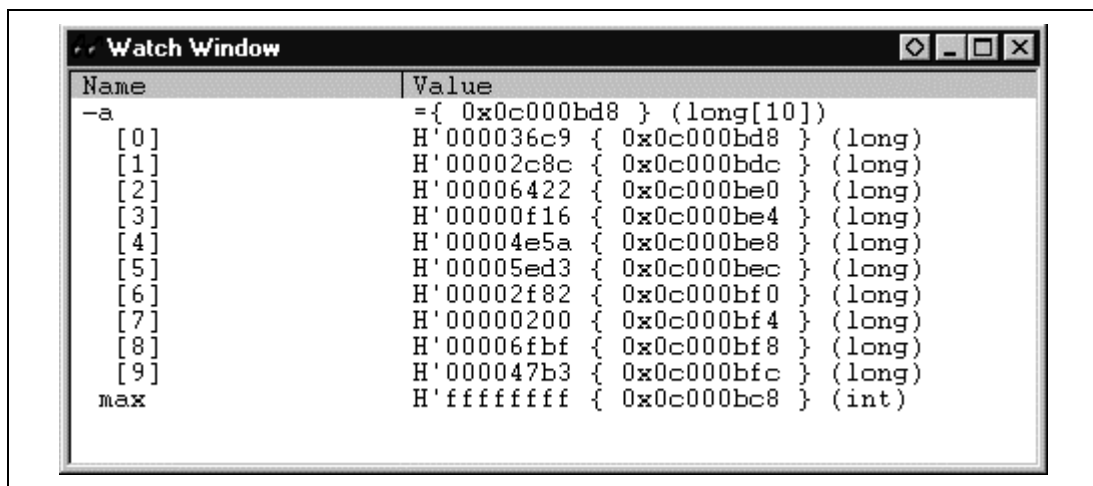 Watch Window
Name Value
-a ={ 0x0c000bd8 } (long[10])
[0] H'000036c9 { 0x0c000bd8 } (long)
[1] H'00002c8c { 0x0c000bdc } (long)
[2] H'00006422 { 0x0c000be0 } (long)
[3] H'00000f16 { 0x0c000be4 } (long)
[4] H'00004e5a { 0x0c000be8 } (long)
[5] H'00005ed3 { 0x0c000bec } (long)
[6] H'00002f82 { 0x0c000bf0 } (long)
[7] H'00000200 { 0x0c000bf4 } (long)
[8] H'00006fbf { 0x0c000bf8 } (long)
[9] H'000047b3 { 0x0c000bfc } (long)
max H'ffffffff { 0x0c000bc8 } (int)